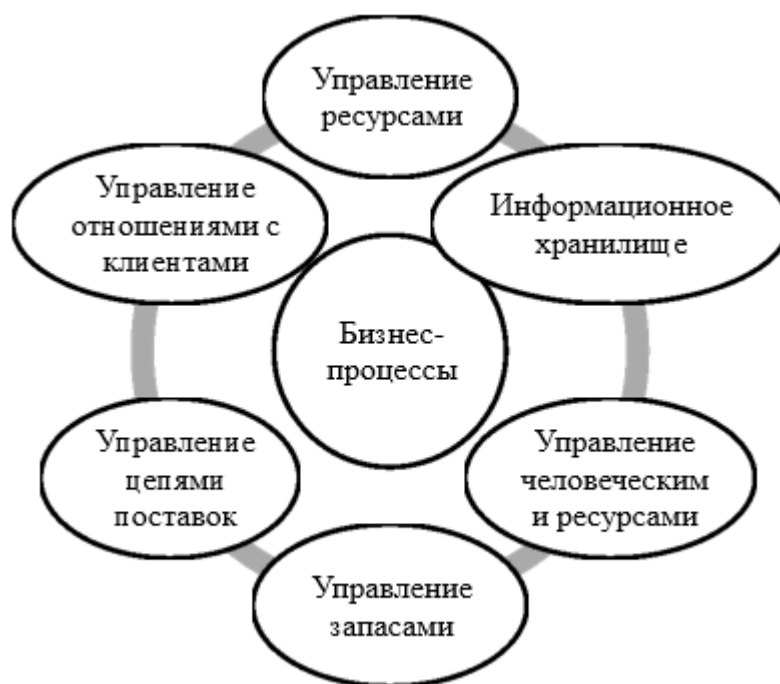 Управление
ресурсами
Управление
отношениями с
клиентами
Информационное
хранилище
Бизнес-
процессы
Управление
цепями
поставок
Управление
человеческим
и ресурсами
Управление
запасами